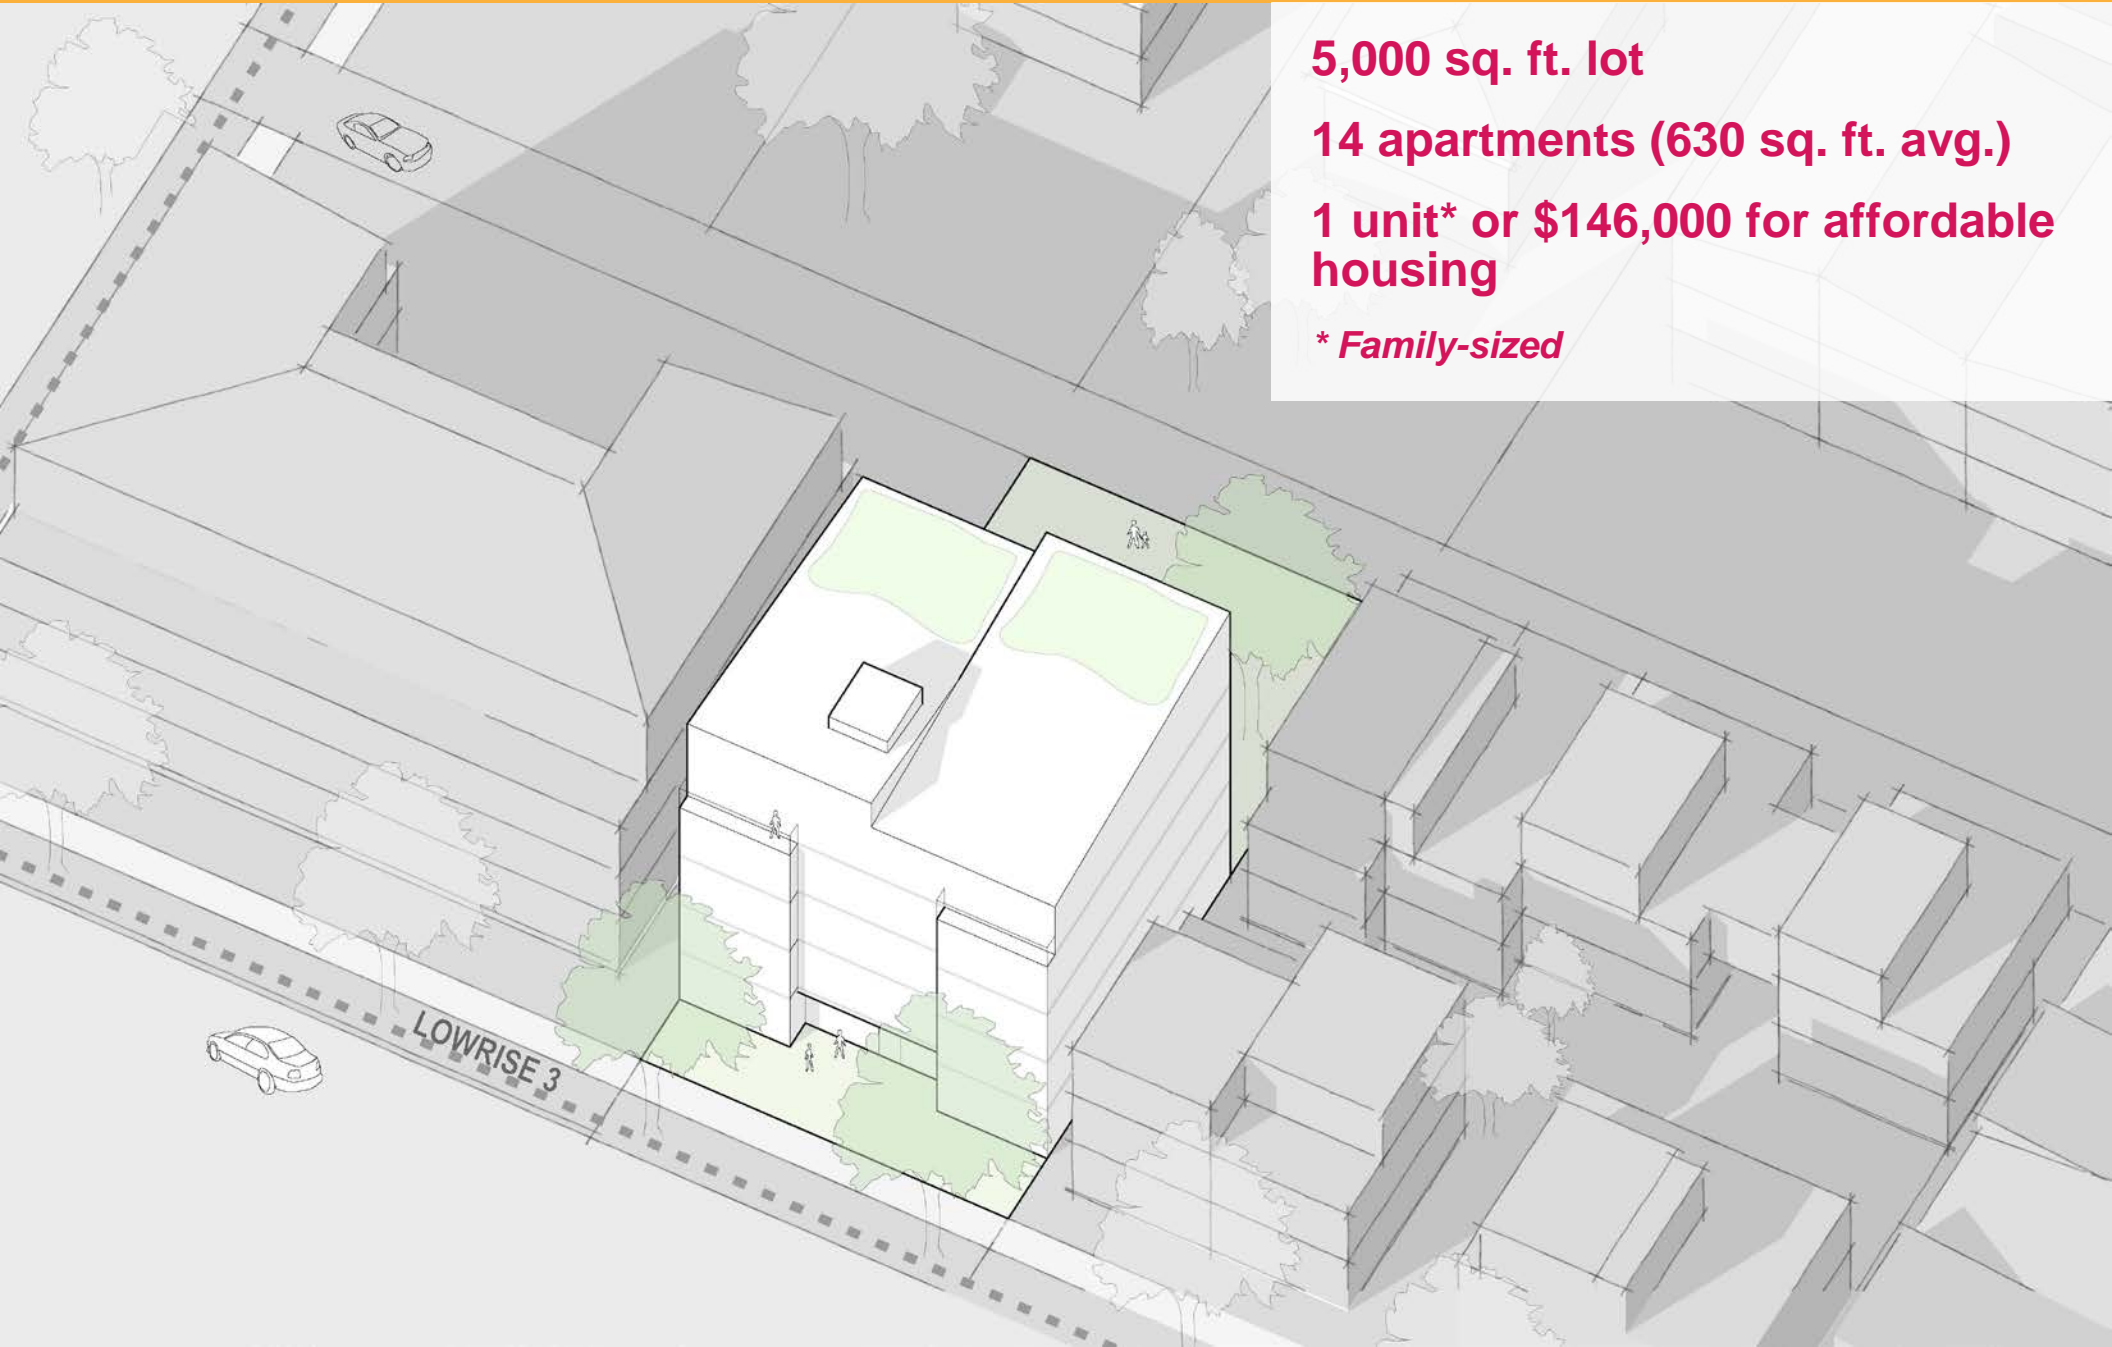 5,000 sq. ft. lot
14 apartments (630 sq. ft. avg.)
1 unit* or $146,000 for affordable
housing
* Family-sized
LOWRISE 3